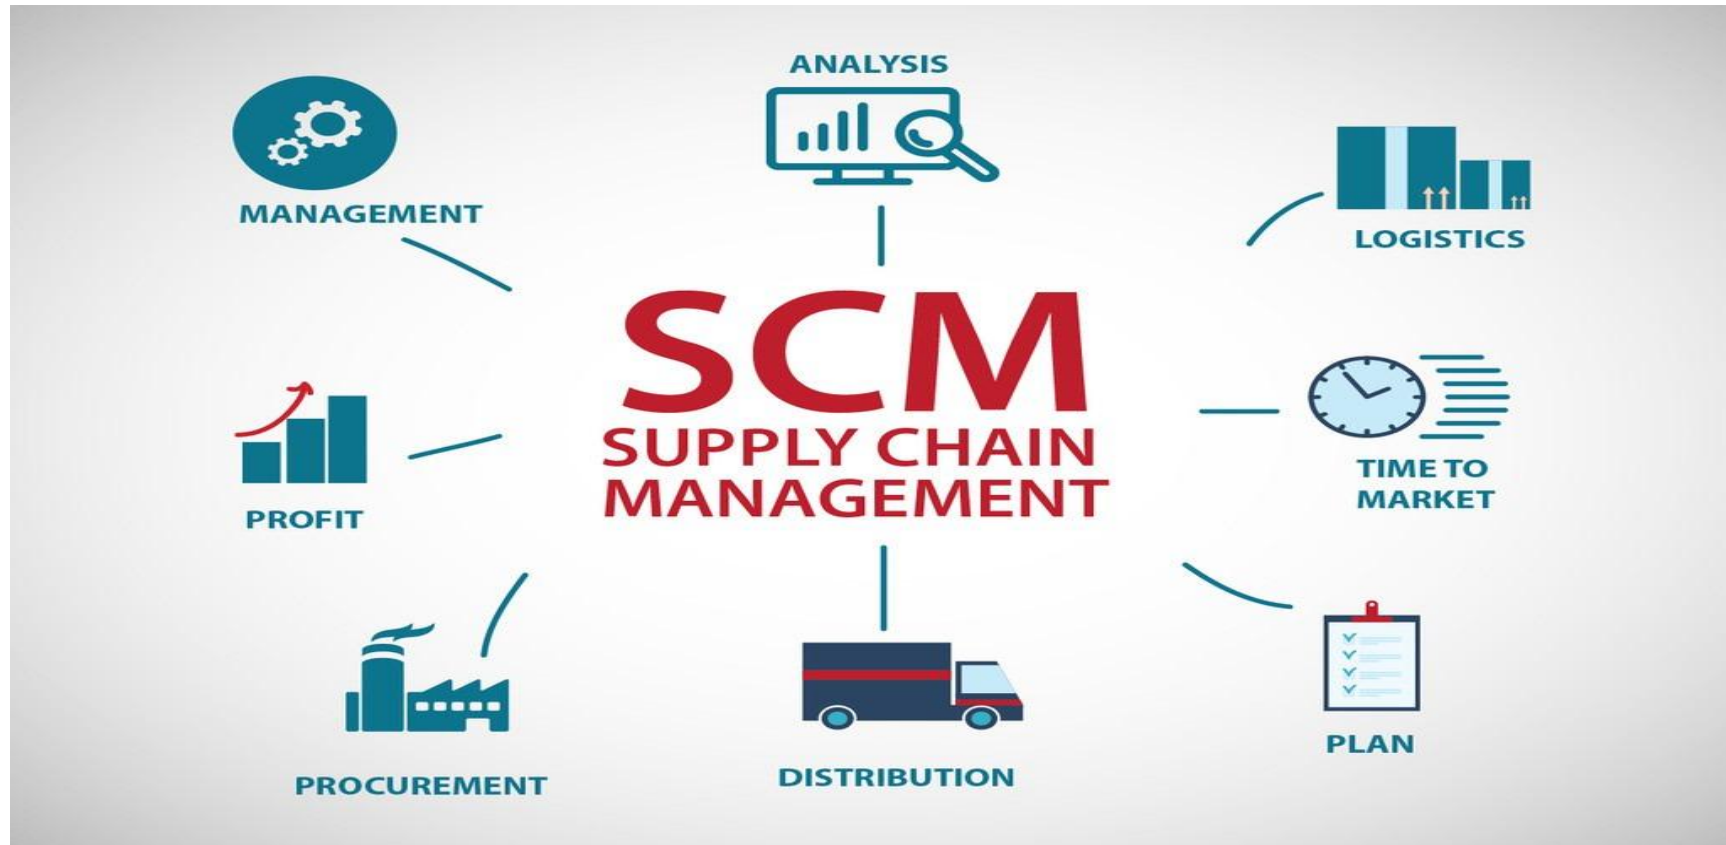 ANALYSIS
MANAGEMENT
LOGISTICS
SCM
SUPPLY CHAIN
MANAGEMENT
TIME TO
MARKET
PROFIT
PLAN
PROCUREMENT
DISTRIBUTION